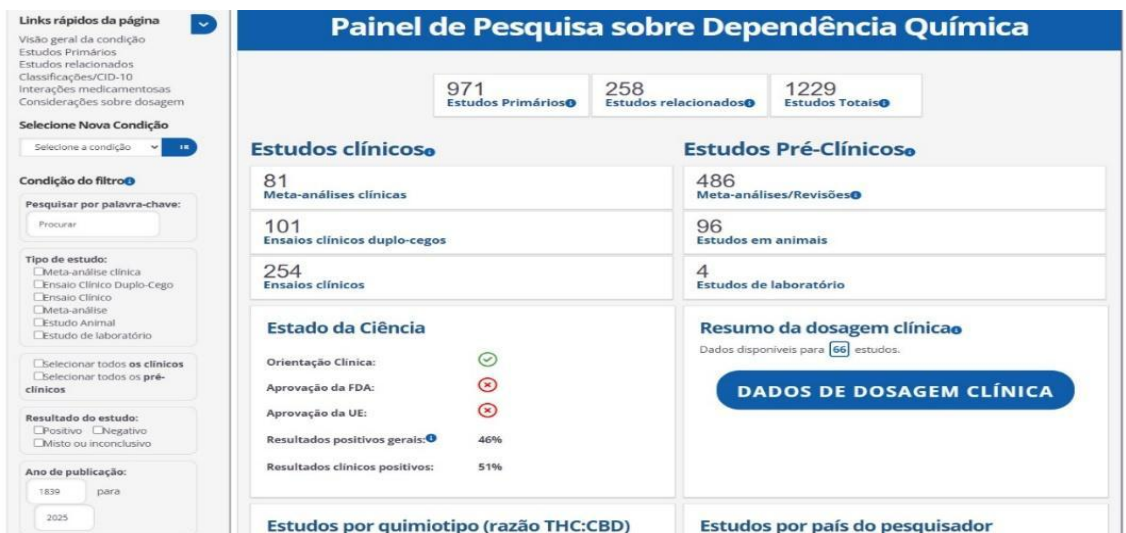 Links rápidos da página
Visão geral da condição
Estudos Primários
Estudos relacionados
Classificações/CID-10
Interações medicamentosas
Considerações sobre dosagem
Selecione Nova Condição
Selecione a condição
IR
Condição do filtro
Pesquisar por palavra-chave:
Procurar
Tipo de estudo:
Meta-análise clínica
Ensaio Clínico Duplo-Cego
Ensaio Clínico
Meta-análise
Estudo Animal
Estudo de laboratório
Selecionar todos os clínicos
Selecionar todos os pré-
clínicos
Resultado do estudo:
Positivo Negativo
Misto ou inconclusivo
Ano de publicação:
1839 para
2025
Painel de Pesquisa sobre Dependência Química
971
Estudos Primários
258
Estudos relacionados
1229
Estudos Totais
Estudos clínicos
81
Meta-análises clínicas
101
Ensaios clínicos duplo-cegos
254
Ensaios clínicos
Estudos Pré-Clínicos
486
Meta-análises/Revisões
96
Estudos em animais
4
Estudos de laboratório
Estado da Ciência
Orientação Clínica:
Aprovação da FDA:
Aprovação da UE:
Resultados positivos gerais: 46%
Resultados clínicos positivos: 51%
Resumo da dosagem clínica
Dados disponíveis para 66 estudos.
DADOS DE DOSAGEM CLÍNICA
Estudos por quimiotipo (razão THC:CBD)
Estudos por país do pesquisador